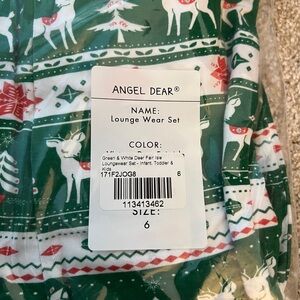 ANGEL DEAR®
NAME:
Lounge Wear Set
COLOR:
Green & White Deer Fair Isle
Loungewear Set - Infant, Toddler &
Kids
171F2JOG8 6
113413462
SIZE:
6